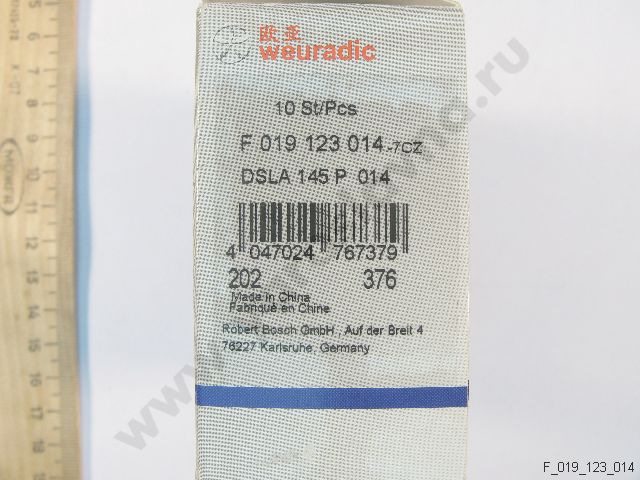 欧亚
weuradic
10 St/Pcs
F 019 123 014-7CZ
DSLA 145 P 014
4 047024 767379
202 376
Made in China
Fabriqué en Chine
Robert Bosch GmbH , Auf der Breit 4
76227 Karlsruhe, Germany
F_019_123_014